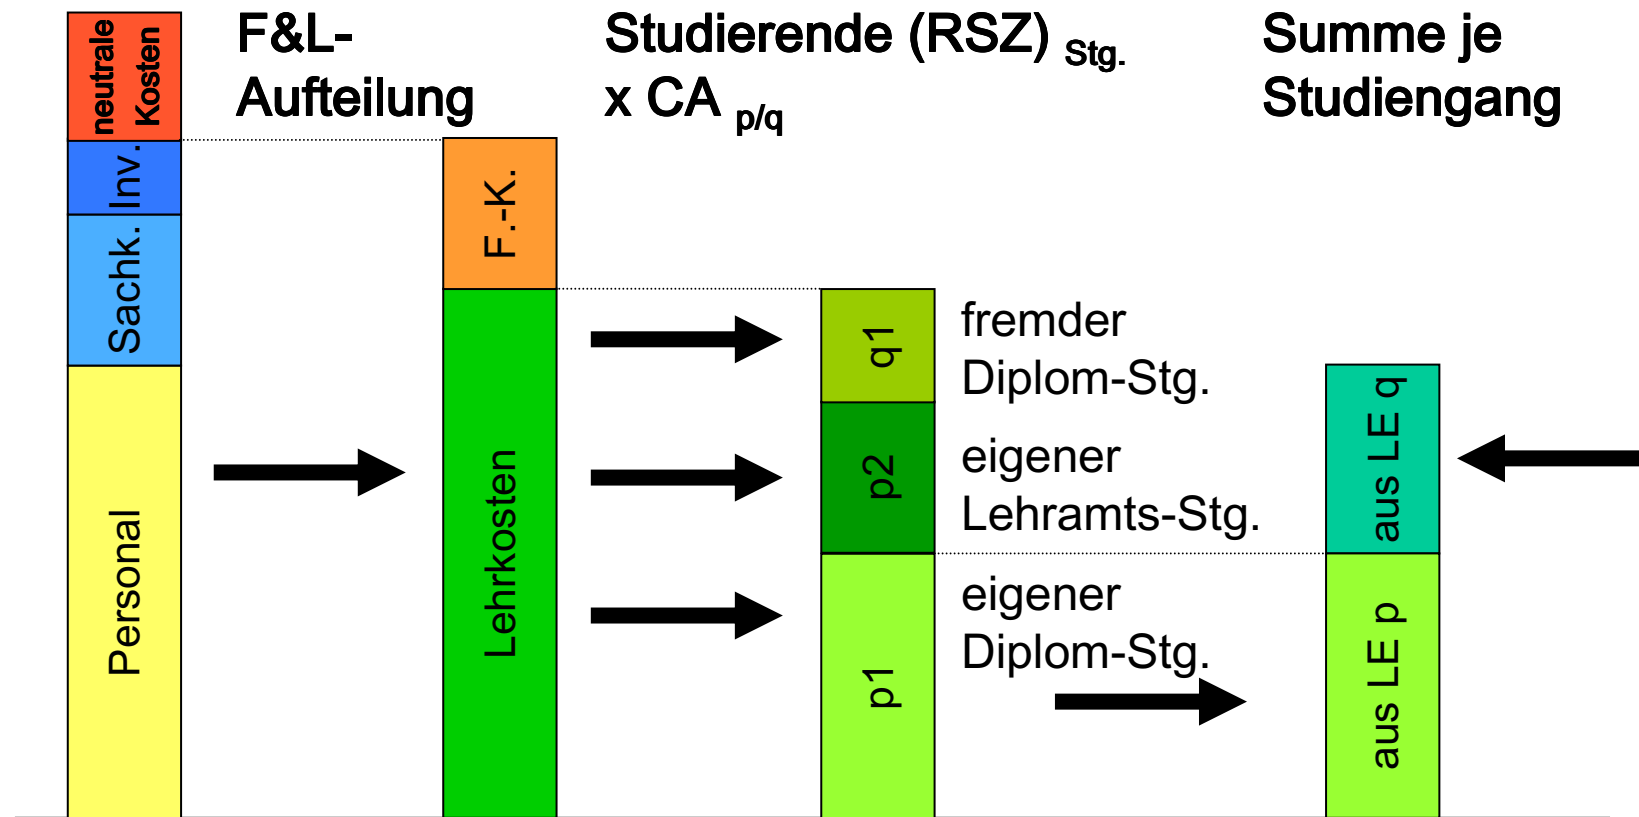 neutrale
Kosten
Inv.
Sachk.
Personal
F&L-
Aufteilung
F.-K.
Lehrkosten
Studierende (RSZ) Stg.
x CA p/q
q1
p2
p1
fremder
Diplom-Stg.
eigener
Lehramts-Stg.
eigener
Diplom-Stg.
Summe je
Studiengang
aus LE q
aus LE p